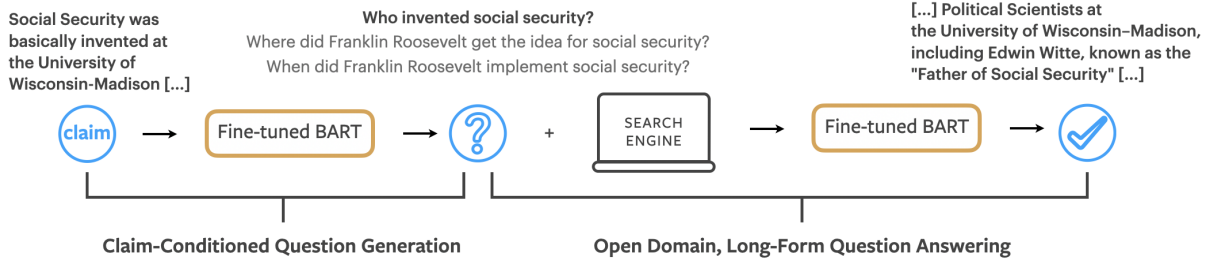 Social Security was
basically invented at
the University of
Wisconsin-Madison [...]
Who invented social security?
Where did Franklin Roosevelt get the idea for social security?
When did Franklin Roosevelt implement social security?
[...] Political Scientists at
the University of Wisconsin–Madison,
including Edwin Witte, known as the
"Father of Social Security" [...]
claim
Fine-tuned BART
?
+
SEARCH
ENGINE
Fine-tuned BART
Claim-Conditioned Question Generation
Open Domain, Long-Form Question Answering